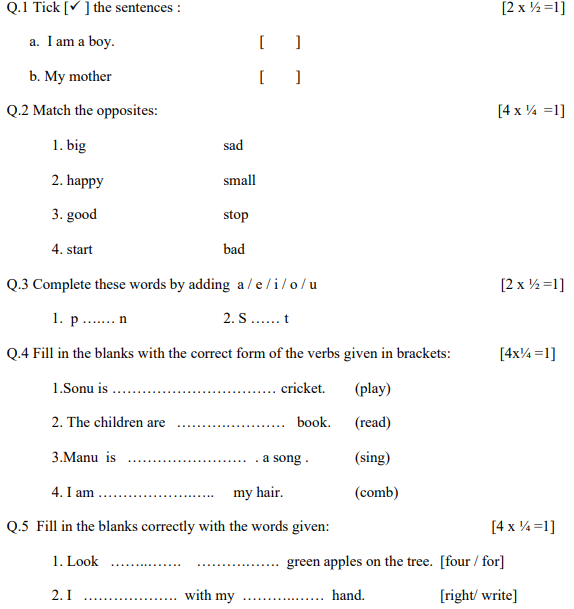 Q.1 Tick [✓ ] the sentences : [2 x ½ =1]
a. I am a boy. [ ]
b. My mother [ ]
Q.2 Match the opposites: [4 x ¼ =1]
1. big sad
2. happy small
3. good stop
4. start bad
Q.3 Complete these words by adding a / e / i / o / u [2 x ½ =1]
1. p ....... n 2. S ...... t
Q.4 Fill in the blanks with the correct form of the verbs given in brackets: [4x¼ =1]
1.Sonu is ................................ cricket. (play)
2. The children are ..................... book. (read)
3.Manu is ....................... . a song . (sing)
4. I am ....................... my hair. (comb)
Q.5 Fill in the blanks correctly with the words given: [4 x ¼ =1]
1. Look .............. ................ green apples on the tree. [four / for]
2. I .................. with my ................ hand. [right/ write]